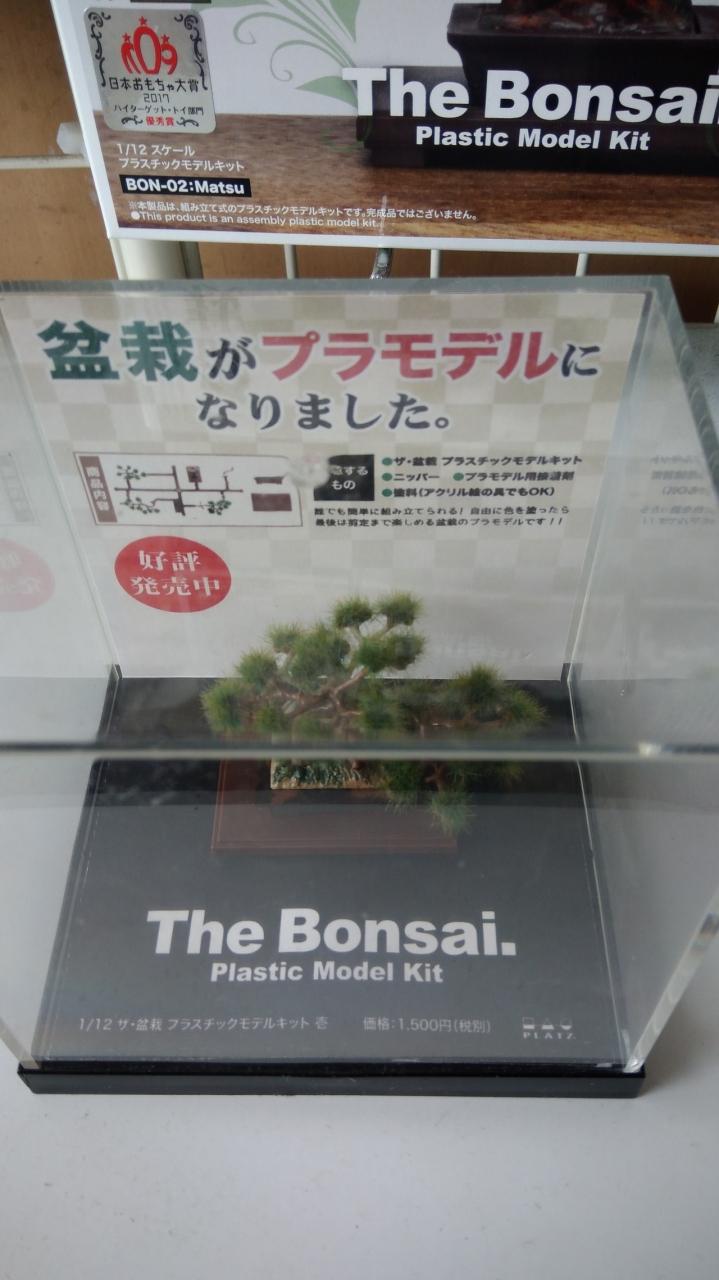 日本おもちゃ大賞
2017
ハイターゲット・トイ部門
優秀賞
The Bonsai.
Plastic Model Kit
1/12 スケール
プラスチックモデルキット
BON-02:Matsu
※本製品は、組み立て式のプラスチックモデルキットです。完成品ではございません。
●This product is an assembly plastic model kit.
盆栽がプラモデルに
なりました。
商品内容
するもの
●ザ・盆栽 プラスチックモデルキット
●ニッパー ●プラモデル用接着剤
●塗料(アクリル絵の具でもOK)
誰でも簡単に組み立てられる! 自由に色を塗ったら
最後は剪定まで楽しめる盆栽のプラモデルです!!
好評
発売中
The Bonsai.
Plastic Model Kit
1/12 ザ・盆栽 プラスチックモデルキット 壱 価格:1,500円(税別)
PLATZ